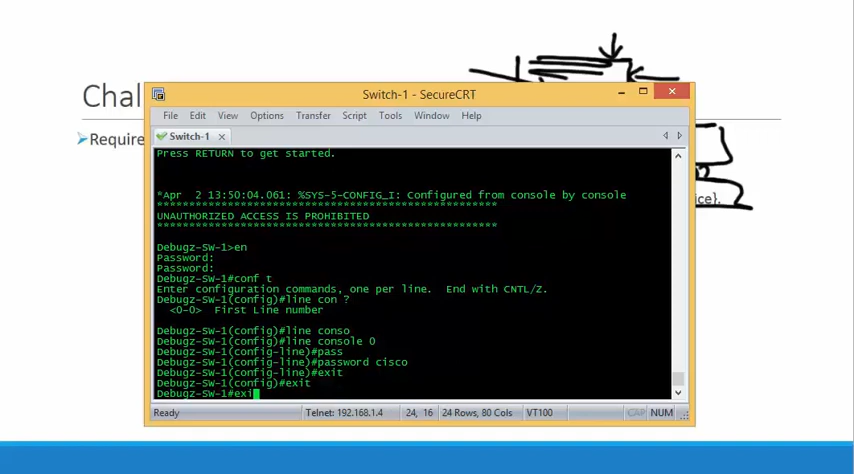 Chal
Require
ice}.
Switch-1 - SecureCRT
File Edit View Options Transfer Script Tools Window Help
Switch-1
Press RETURN to get started.
*Apr  2 13:50:04.061: %SYS-5-CONFIG_I: Configured from console by console
****************************************************
UNAUTHORIZED ACCESS IS PROHIBITED
****************************************************
Debugz-SW-1>en
Password:
Password:
Debugz-SW-1#conf t
Enter configuration commands, one per line.  End with CNTL/Z.
Debugz-SW-1(config)#line con ?
  <0-0>  First Line number
Debugz-SW-1(config)#line conso
Debugz-SW-1(config)#line console 0
Debugz-SW-1(config-line)#pass
Debugz-SW-1(config-line)#password cisco
Debugz-SW-1(config-line)#exit
Debugz-SW-1(config)#exit
Debugz-SW-1#exi
Ready Telnet: 192.168.1.4 24, 16 24 Rows, 80 Cols VT100 CAP NUM